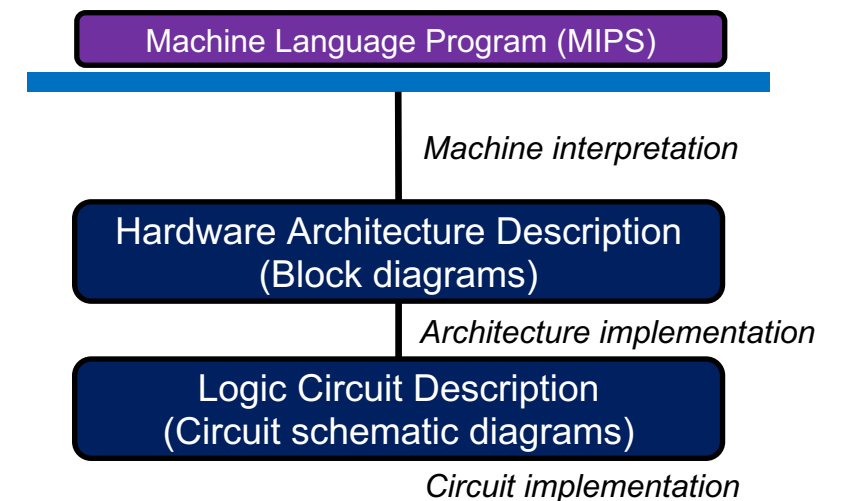 Machine Language Program (MIPS)
Machine interpretation
Hardware Architecture Description
(Block diagrams)
Architecture implementation
Logic Circuit Description
(Circuit schematic diagrams)
Circuit implementation